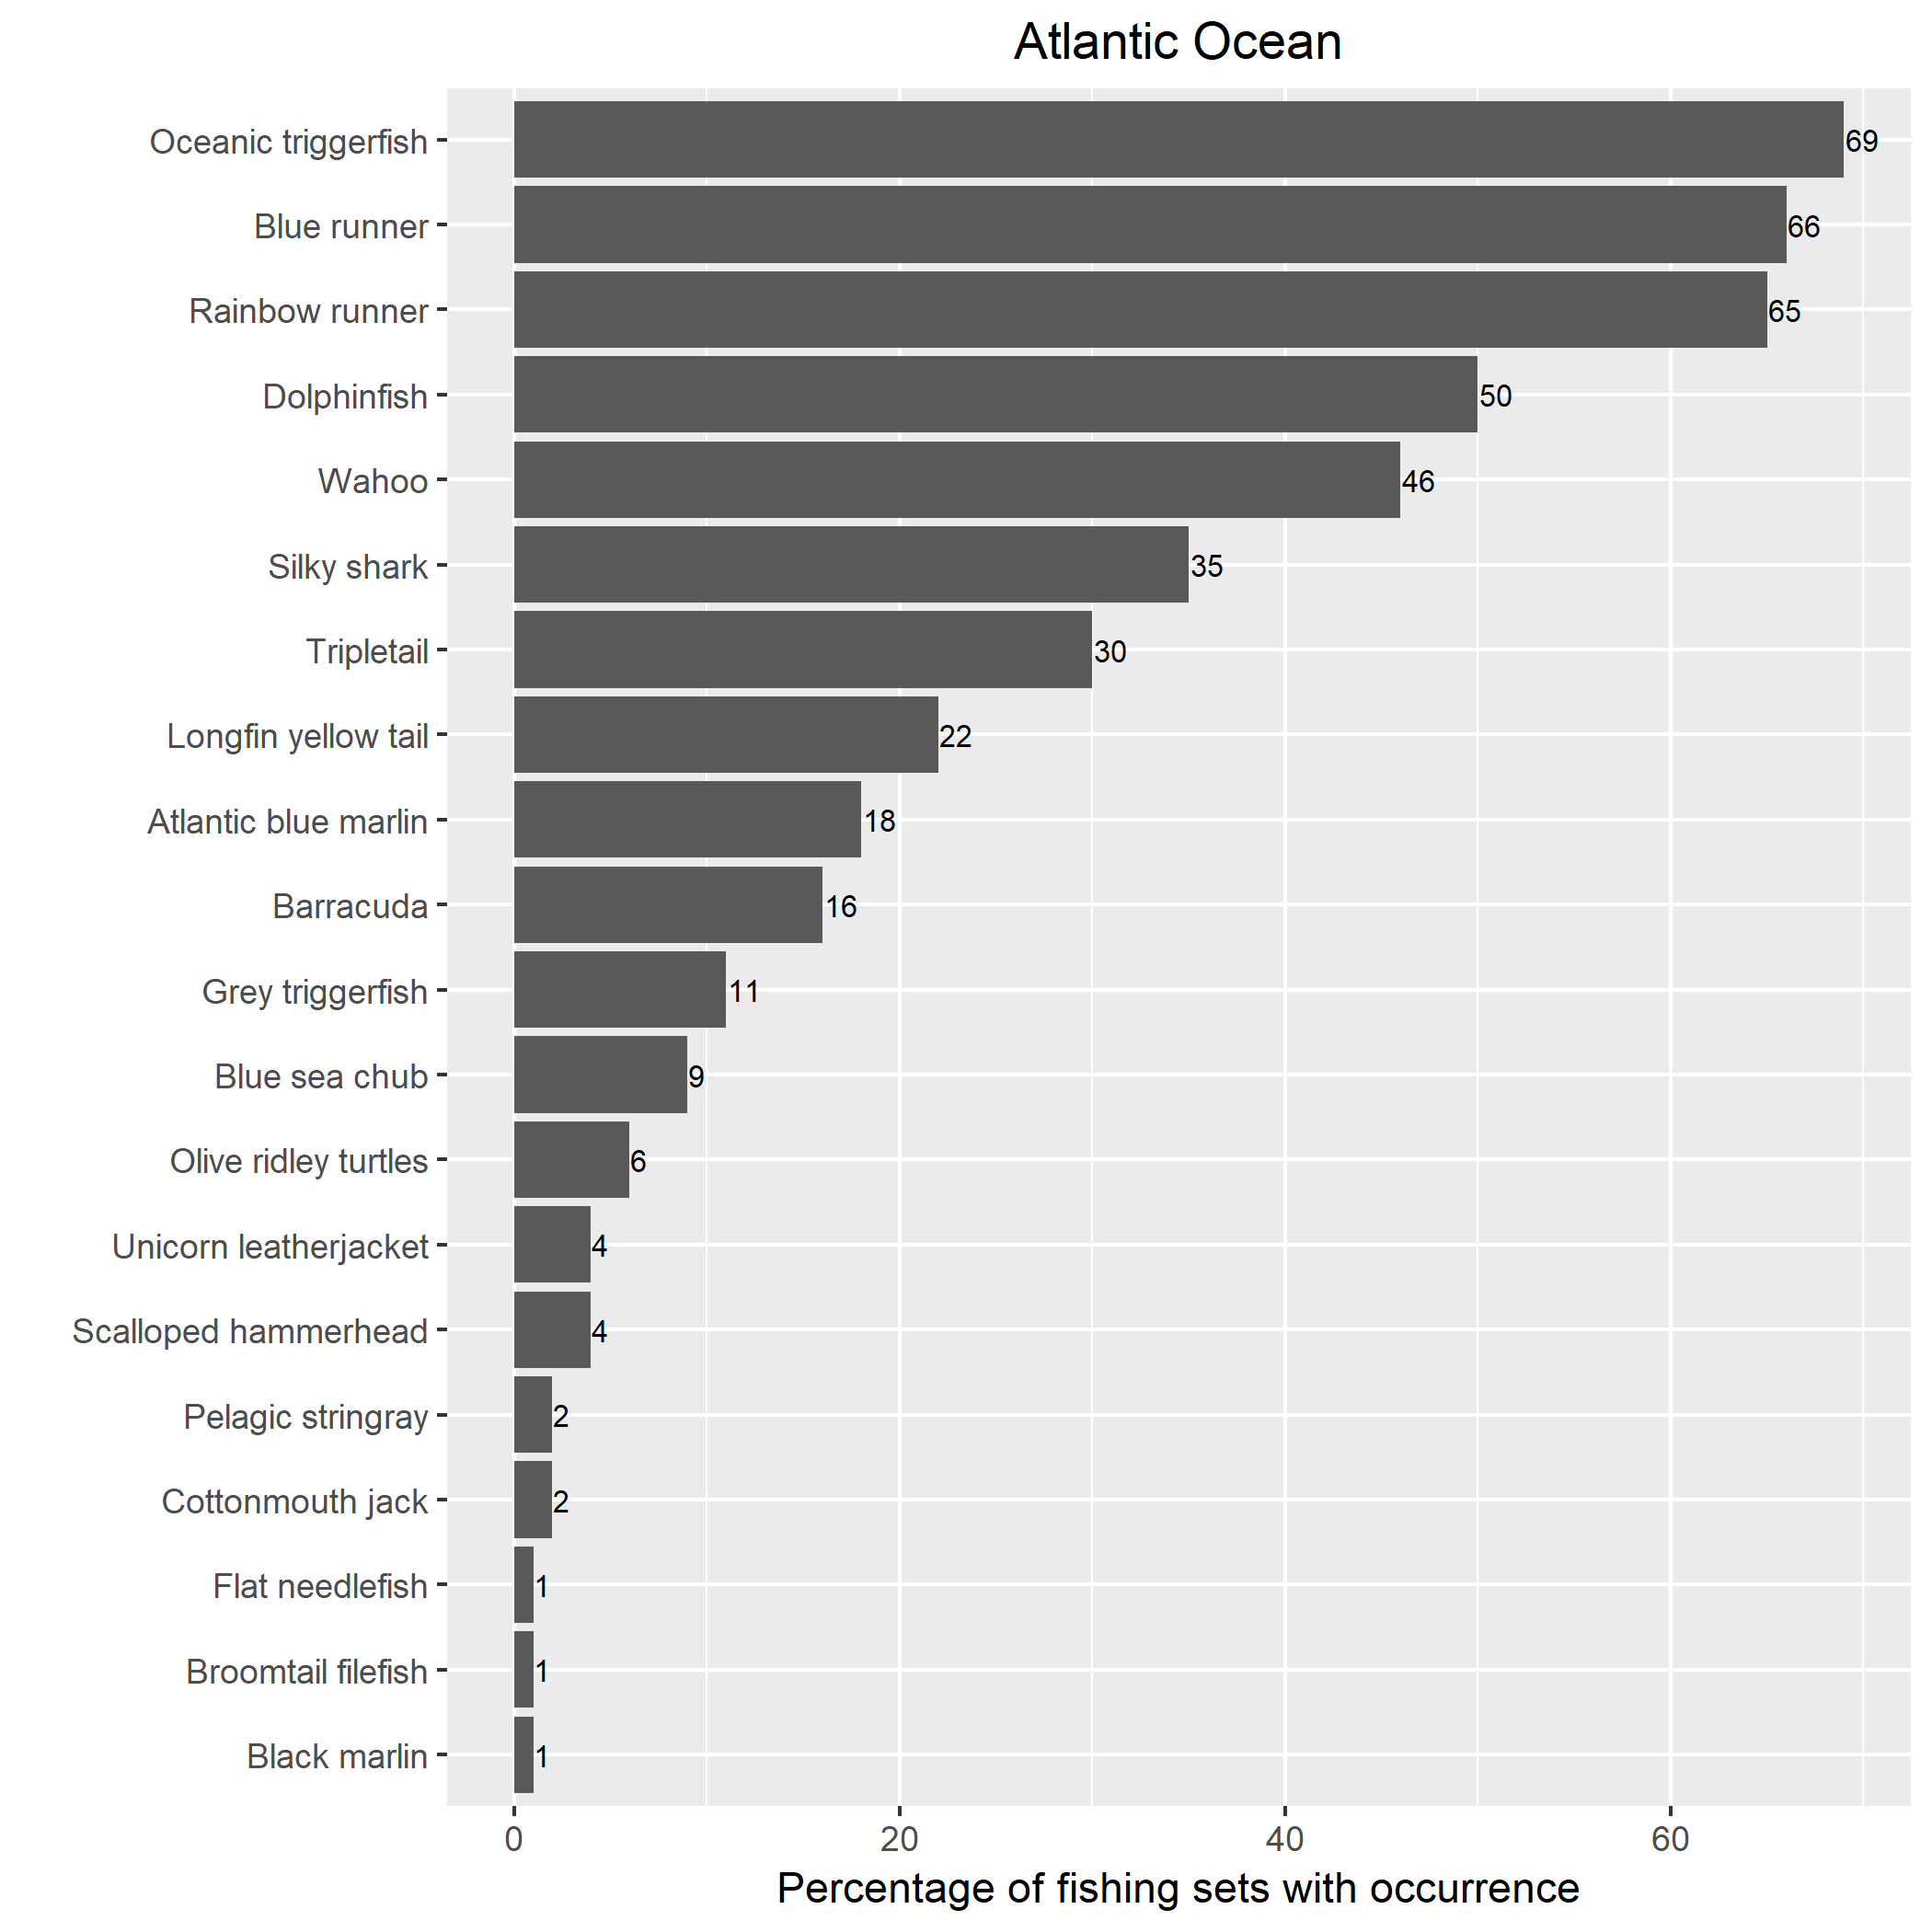 Atlantic Ocean
Oceanic triggerfish 69
Blue runner 66
Rainbow runner 65
Dolphinfish 50
Wahoo 46
Silky shark 35
Tripletail 30
Longfin yellow tail 22
Atlantic blue marlin 18
Barracuda 16
Grey triggerfish 11
Blue sea chub 9
Olive ridley turtles 6
Unicorn leatherjacket 4
Scalloped hammerhead 4
Pelagic stringray 2
Cottonmouth jack 2
Flat needlefish 1
Broomtail filefish 1
Black marlin 1
0 20 40 60
Percentage of fishing sets with occurrence